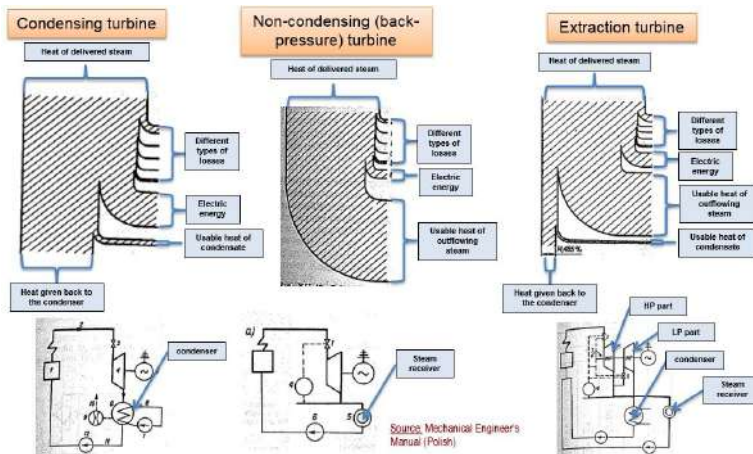 Condensing turbine
Heat of delivered steam
Different
types of
losses
Electric
energy
Usable heat of
condensate
Heat given back to
the condenser
condenser
Non-condensing (back-
pressure) turbine
Heat of delivered steam
Different
types of
losses
Electric
energy
Usable heat of
outflowing
steam
a)
Steam
receiver
Source: Mechanical Engineer's
Manual (Polish)
Extraction turbine
Heat of delivered steam
Different
types of
losses
Electric
energy
Usable heat of
outflowing
steam
Usable heat of
condensate
Heat given back to
the condenser
HP part
LP part
condenser
Steam
receiver